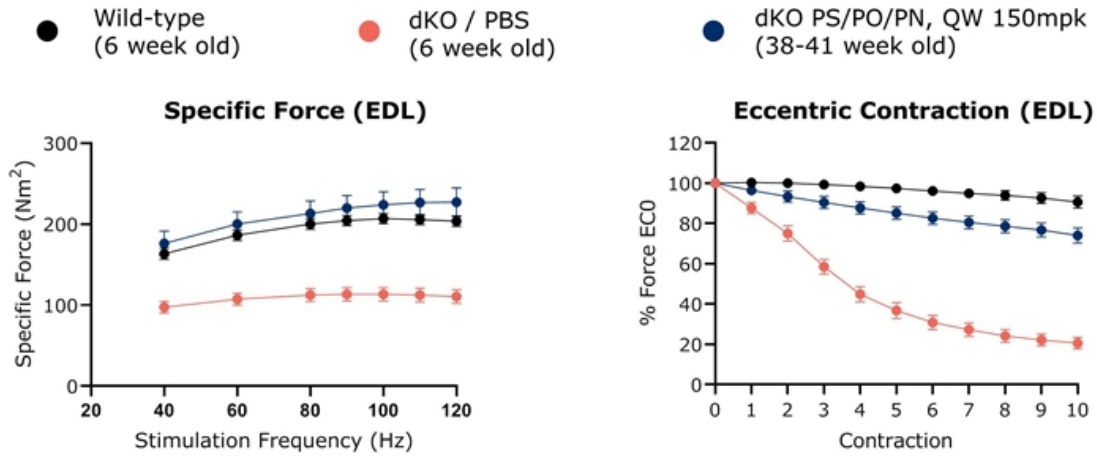 Wild-type
(6 week old)
dKO / PBS
(6 week old)
dKO PS/PO/PN, QW 150mpk
(38-41 week old)
Specific Force (EDL)
Specific Force (Nm²)
300
200
100
0
20 40 60 80 100 120
Stimulation Frequency (Hz)
Eccentric Contraction (EDL)
% Force EC0
120
100
80
60
40
20
0
0 1 2 3 4 5 6 7 8 9 10
Contraction